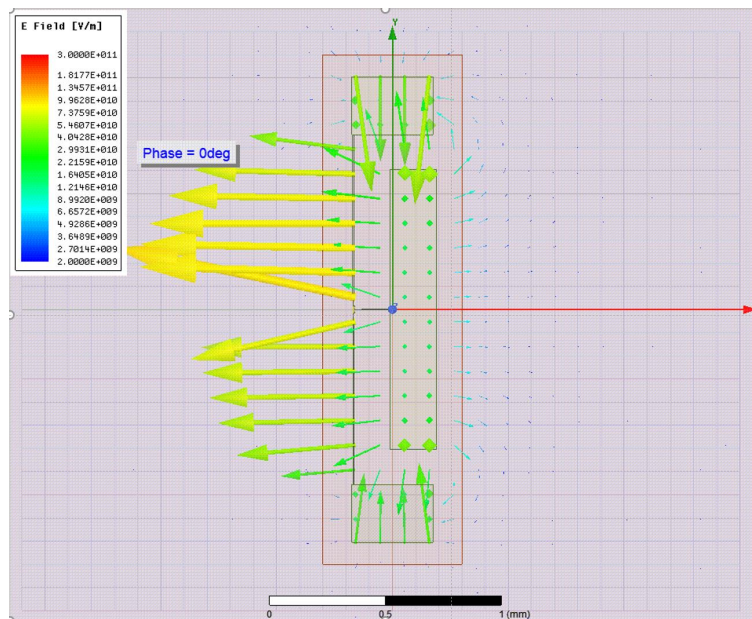 E Field [V/m]
3.0000E+011
1.8177E+011
1.3457E+011
9.9628E+010
7.3759E+010
5.4607E+010
4.0428E+010
2.9931E+010
2.2159E+010
1.6405E+010
1.2146E+010
8.9920E+009
6.6572E+009
4.9286E+009
3.6489E+009
2.7014E+009
2.0000E+009
Phase = 0deg
Y
0
0.5
1 (mm)